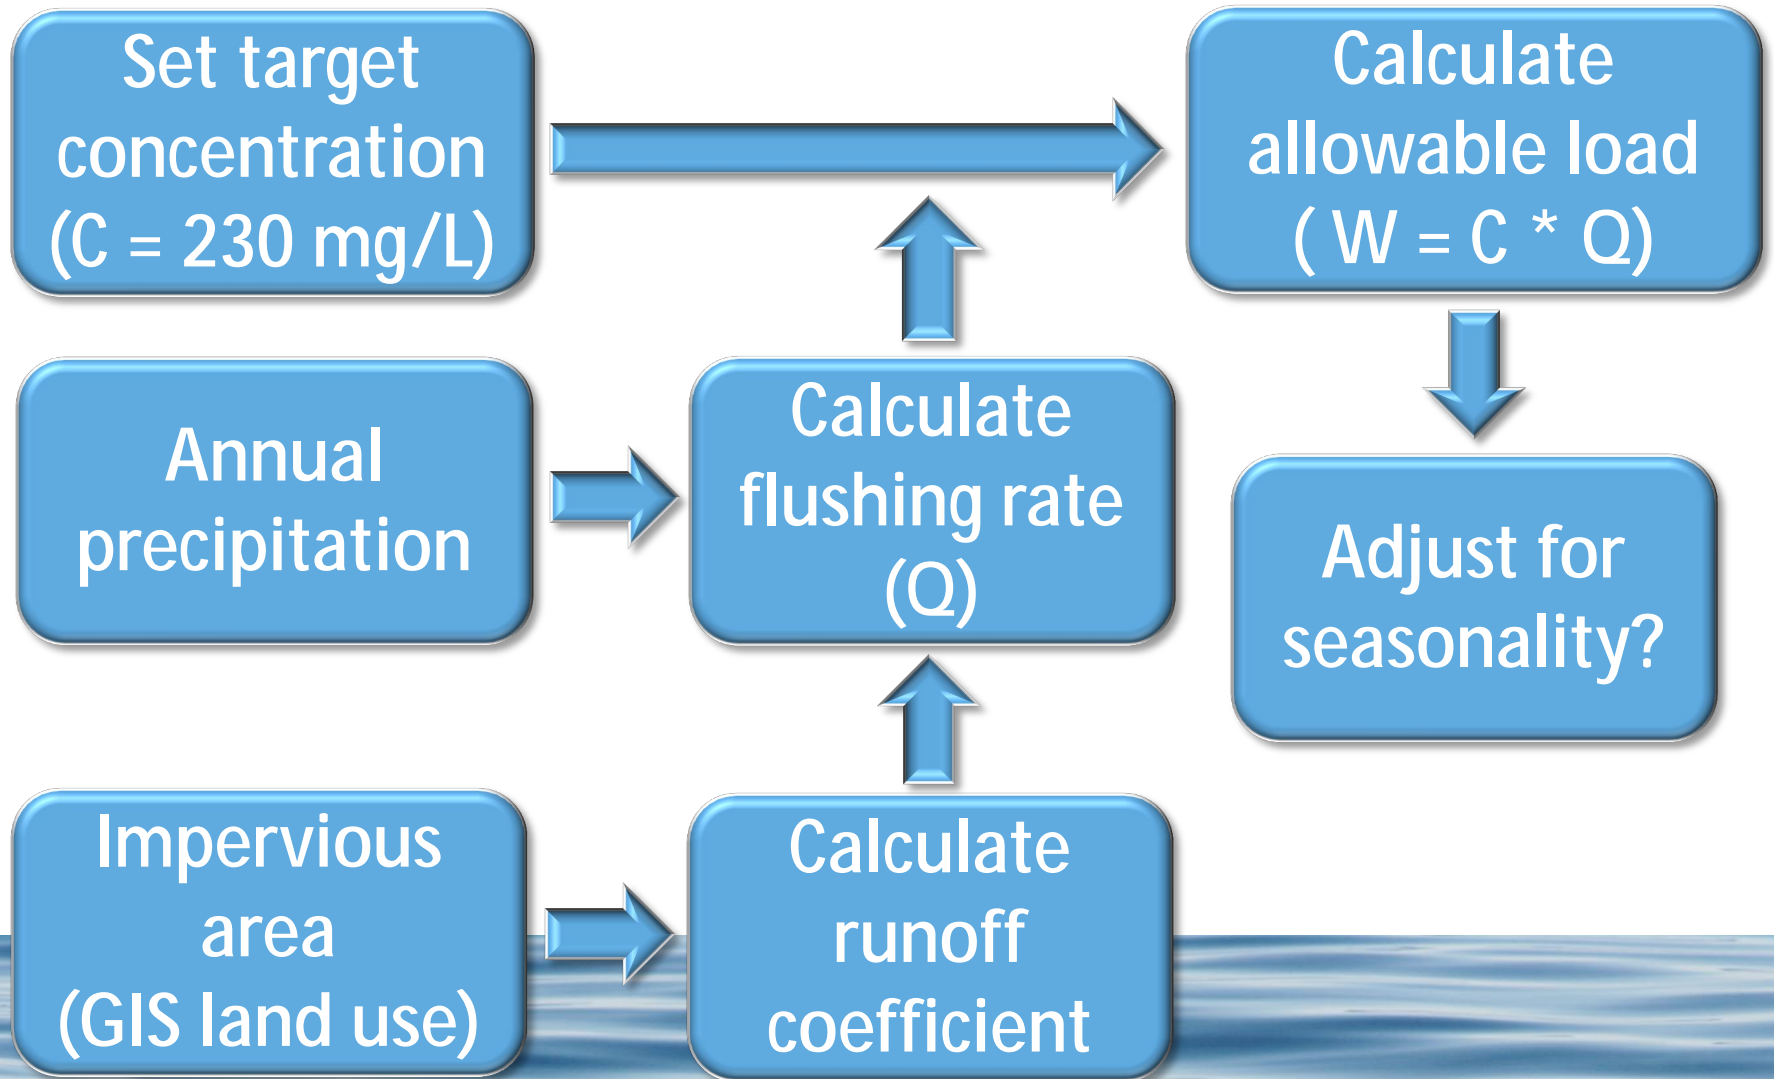 Set target
concentration
(C = 230 mg/L)
Calculate
allowable load
( W = C * Q)
Annual
precipitation
Calculate
flushing rate
(Q)
Adjust for
seasonality?
Impervious
area
(GIS land use)
Calculate
runoff
coefficient